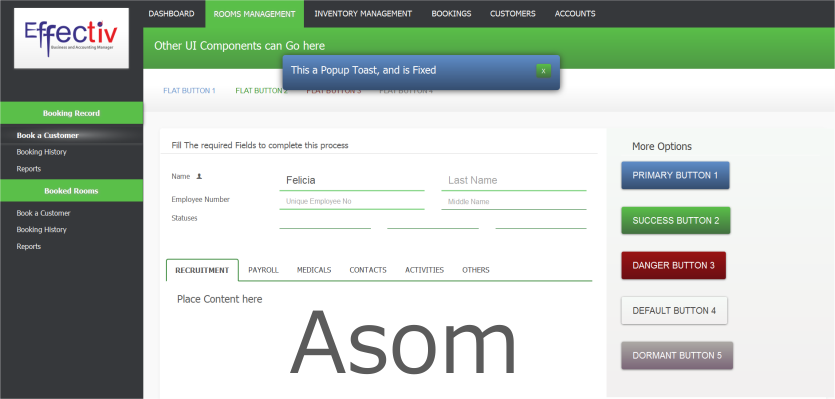 Effectiv
Business and Accounting Manager
DASHBOARD ROOMS MANAGEMENT INVENTORY MANAGEMENT BOOKINGS CUSTOMERS ACCOUNTS
Other UI Components can Go here
This a Popup Toast, and is Fixed X
FLAT BUTTON 1 FLAT BUTTON 2 FLAT BUTTON 3 FLAT BUTTON 4
Booking Record
Book a Customer
Booking History
Reports
Booked Rooms
Book a Customer
Booking History
Reports
Fill The required Fields to complete this process
Name Felicia Last Name
Employee Number Unique Employee No Middle Name
Statuses
RECRUITMENT PAYROLL MEDICALS CONTACTS ACTIVITIES OTHERS
Place Content here
Asom
More Options
PRIMARY BUTTON 1
SUCCESS BUTTON 2
DANGER BUTTON 3
DEFAULT BUTTON 4
DORMANT BUTTON 5